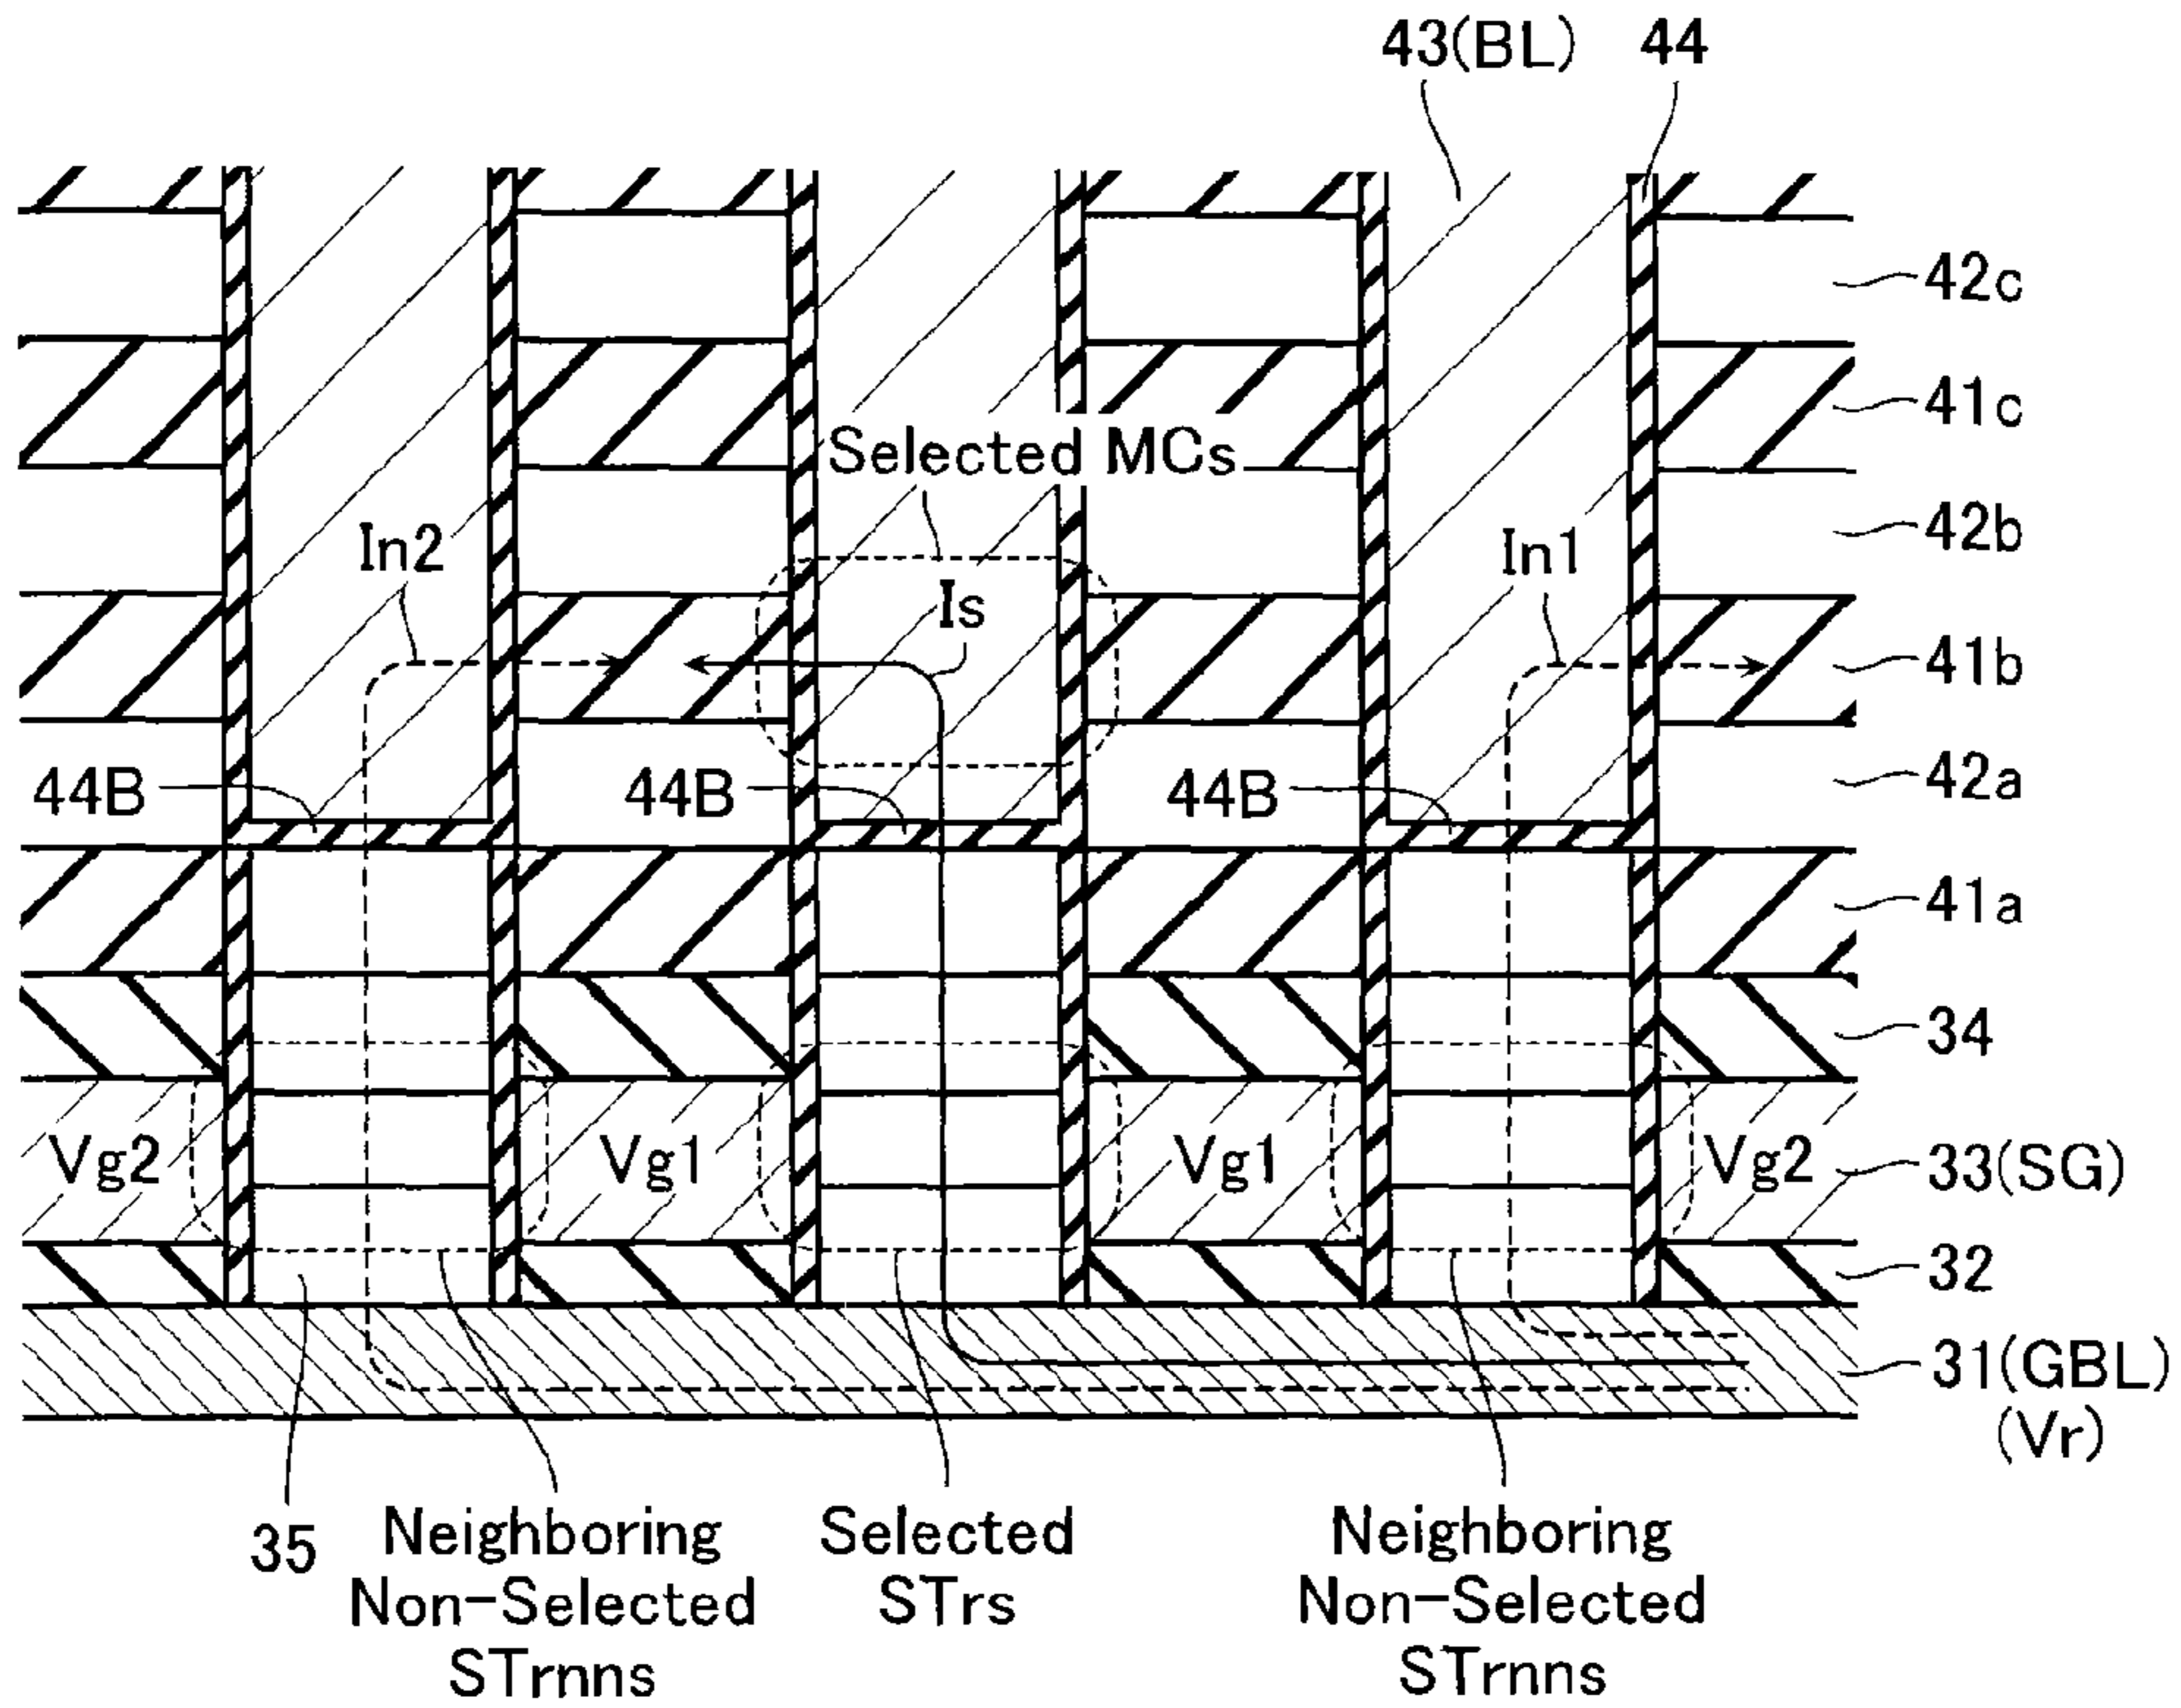 43(BL) 44
42c
41c
Selected MCs
42b
In2
In1
Is
41b
42a
44B 44B 44B
41a
34
Vg2 Vg1 Vg1 Vg2 33(SG)
32
31(GBL)
(Vr)
35
Neighboring
Non-Selected
STrnns
Selected
STrs
Neighboring
Non-Selected
STrnns